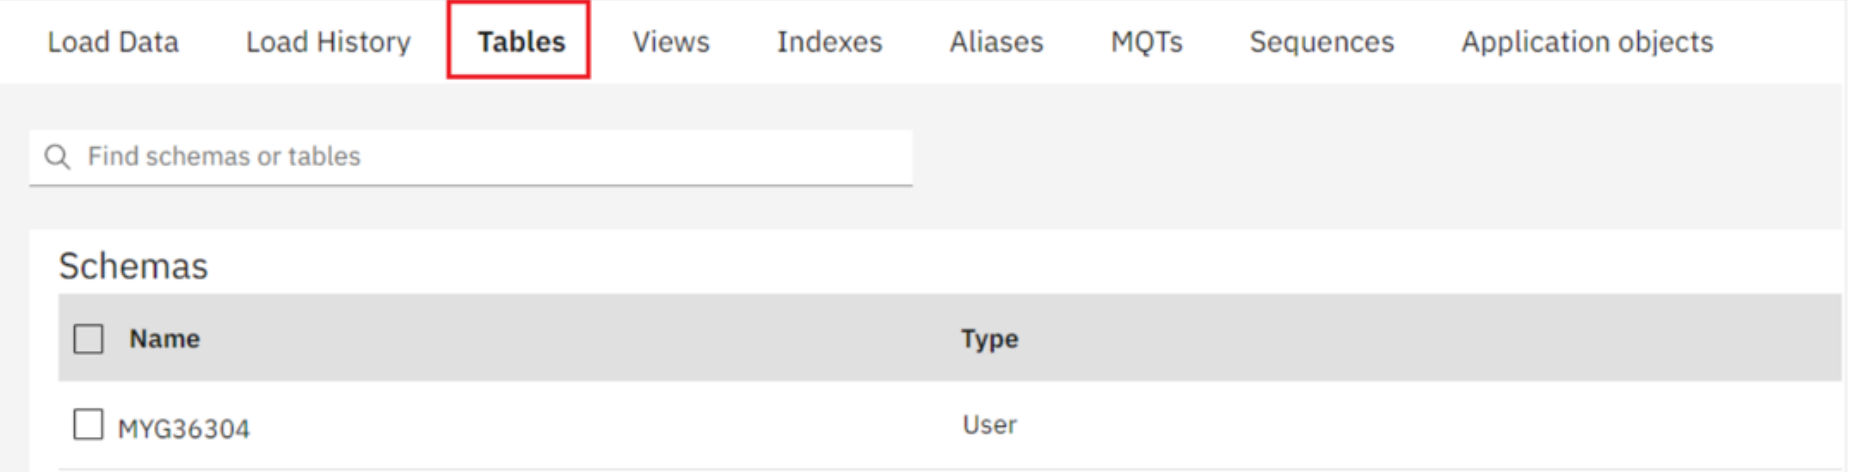 Load Data Load History Tables Views Indexes Aliases MQTs Sequences Application objects
Find schemas or tables
Schemas
Name Type
MYG36304 User